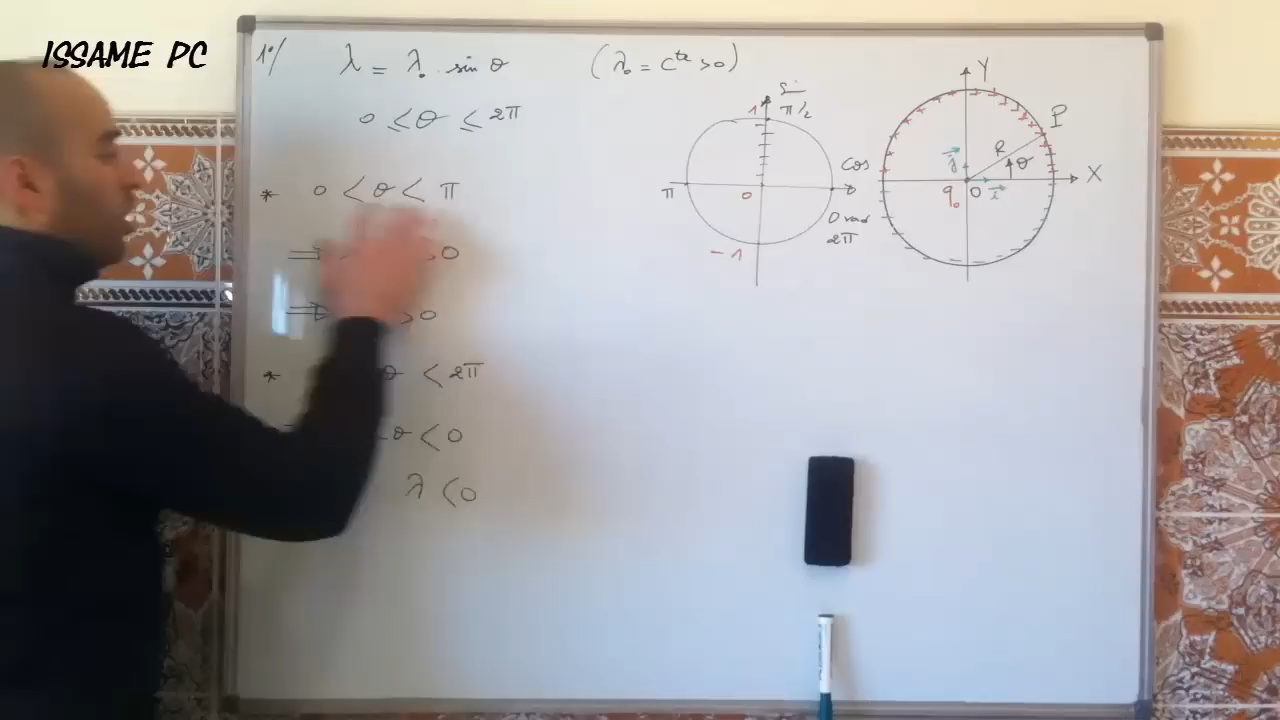 ISSAME PC
1°/ λ = λ₀ . sin θ (λ₀ = cᵗᵉ > 0)
0 ≤ θ ≤ 2π
* 0 < θ < π
⟹ 0
⟹ > 0
* θ < 2π
θ < 0
λ < 0
sin
1 π/2
π 0 cos
0 rad
2π
-1
Y
P
R
j θ
q₀ O i X